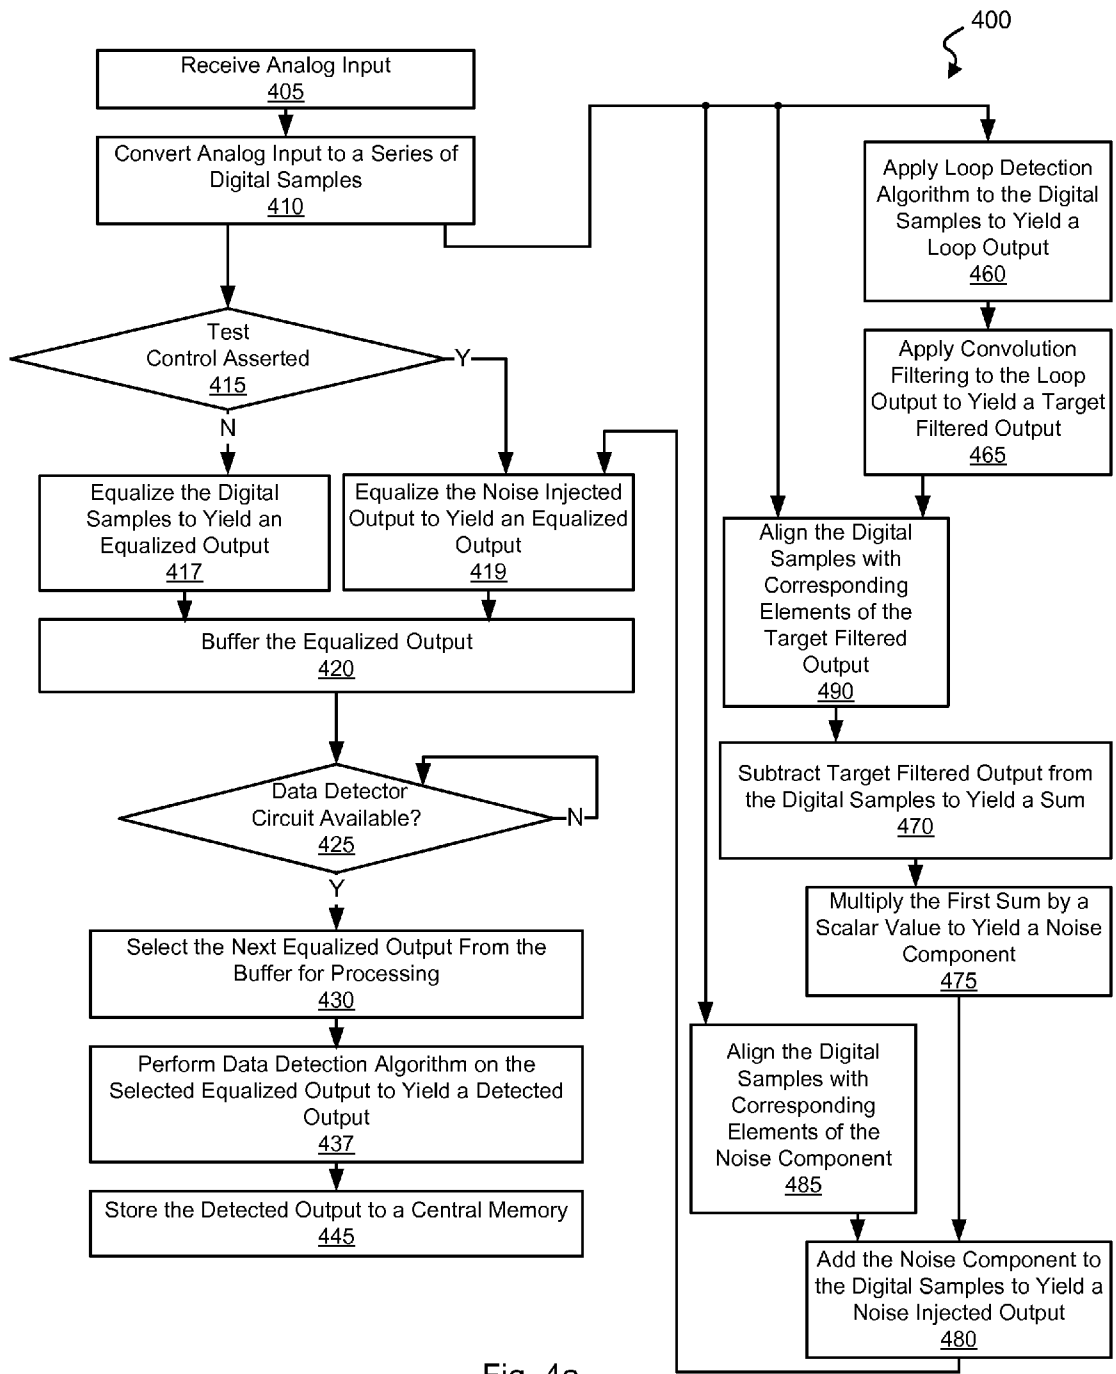 400
Receive Analog Input
405
Convert Analog Input to a Series of
Digital Samples
410
Test
Control Asserted
415
Y
N
Equalize the Digital
Samples to Yield an
Equalized Output
417
Equalize the Noise Injected
Output to Yield an Equalized
Output
419
Buffer the Equalized Output
420
Data Detector
Circuit Available?
425
N
Y
Select the Next Equalized Output From the
Buffer for Processing
430
Perform Data Detection Algorithm on the
Selected Equalized Output to Yield a Detected
Output
437
Store the Detected Output to a Central Memory
445
Apply Loop Detection
Algorithm to the Digital
Samples to Yield a
Loop Output
460
Apply Convolution
Filtering to the Loop
Output to Yield a Target
Filtered Output
465
Align the Digital
Samples with
Corresponding
Elements of the
Target Filtered
Output
490
Subtract Target Filtered Output from
the Digital Samples to Yield a Sum
470
Multiply the First Sum by a
Scalar Value to Yield a Noise
Component
475
Align the Digital
Samples with
Corresponding
Elements of the
Noise Component
485
Add the Noise Component to
the Digital Samples to Yield a
Noise Injected Output
480
Fig. 4a